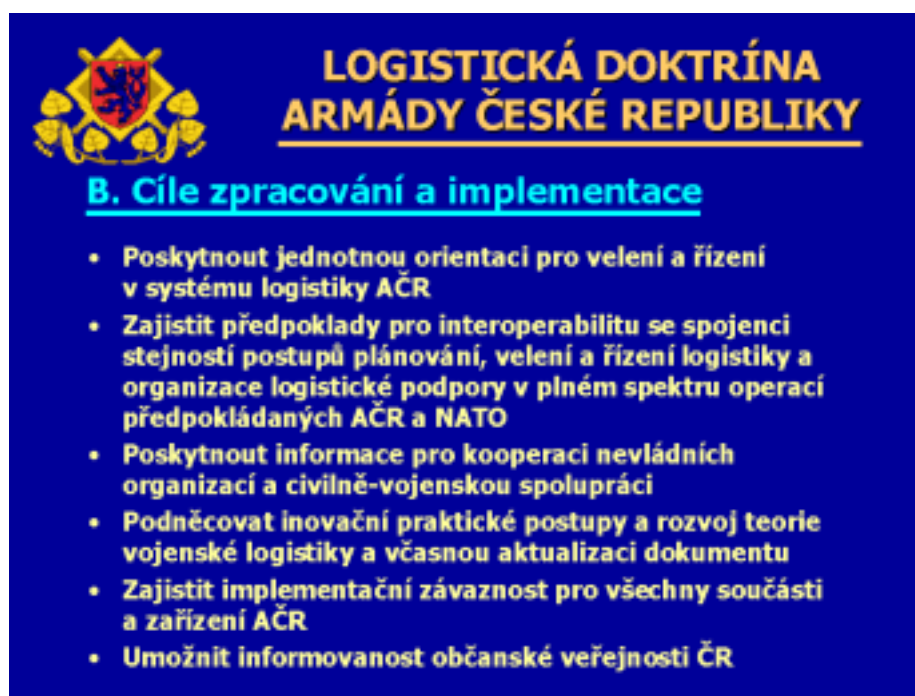 LOGISTICKÁ DOKTRÍNA
ARMÁDY ČESKÉ REPUBLIKY
B. Cíle zpracování a implementace
• Poskytnout jednotnou orientaci pro velení a řízení
v systému logistiky AČR
• Zajistit předpoklady pro interoperabilitu se spojenci
stejností postupů plánování, velení a řízení logistiky a
organizace logistické podpory v plném spektru operací
předpokládaných AČR a NATO
• Poskytnout informace pro kooperaci nevládních
organizací a civilně-vojenskou spolupráci
• Podněcovat inovační praktické postupy a rozvoj teorie
vojenské logistiky a včasnou aktualizaci dokumentu
• Zajistit implementační závaznost pro všechny součásti
a zařízení AČR
• Umožnit informovanost občanské veřejnosti ČR